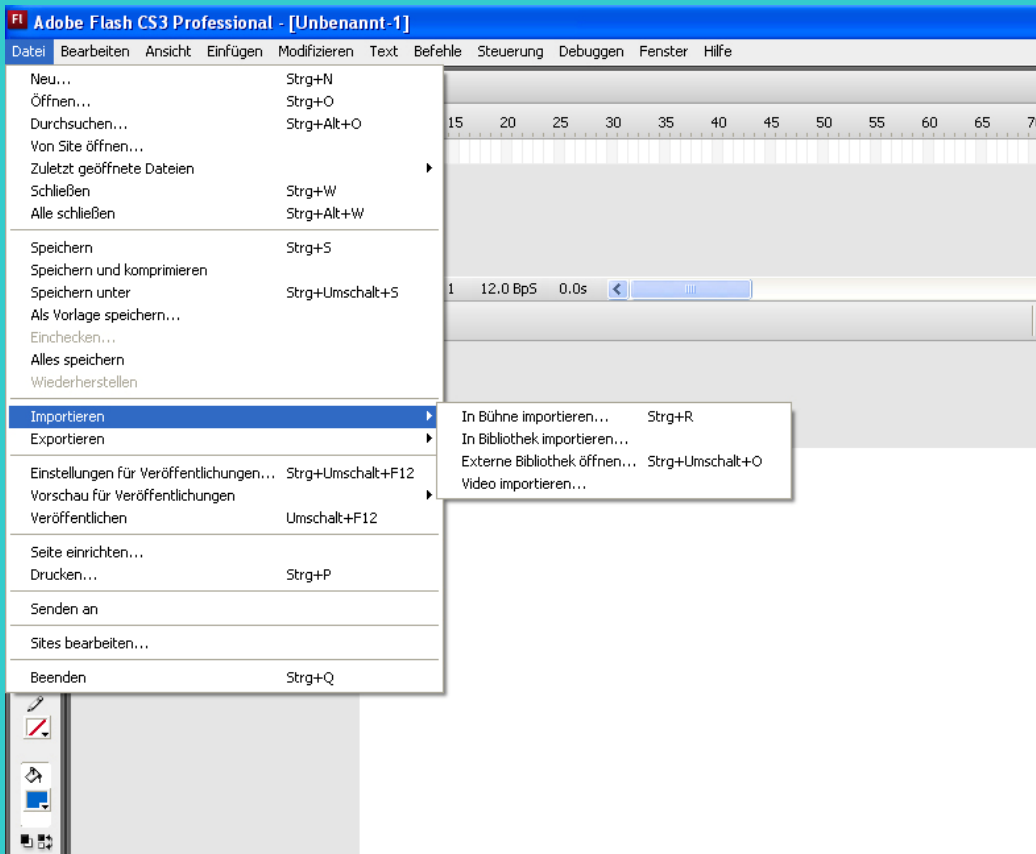 Fl Adobe Flash CS3 Professional - [Unbenannt-1]
Datei Bearbeiten Ansicht Einfügen Modifizieren Text Befehle Steuerung Debuggen Fenster Hilfe
Neu... Strg+N
Öffnen... Strg+O
Durchsuchen... Strg+Alt+O
Von Site öffnen...
Zuletzt geöffnete Dateien
Schließen Strg+W
Alle schließen Strg+Alt+W
Speichern Strg+S
Speichern und komprimieren
Speichern unter Strg+Umschalt+S
Als Vorlage speichern...
Einchecken...
Alles speichern
Wiederherstellen
Importieren
Exportieren
Einstellungen für Veröffentlichungen... Strg+Umschalt+F12
Vorschau für Veröffentlichungen
Veröffentlichen Umschalt+F12
Seite einrichten...
Drucken... Strg+P
Senden an
Sites bearbeiten...
Beenden Strg+Q
15 20 25 30 35 40 45 50 55 60 65
1 12.0 BpS 0.0s
In Bühne importieren... Strg+R
In Bibliothek importieren...
Externe Bibliothek öffnen... Strg+Umschalt+O
Video importieren...